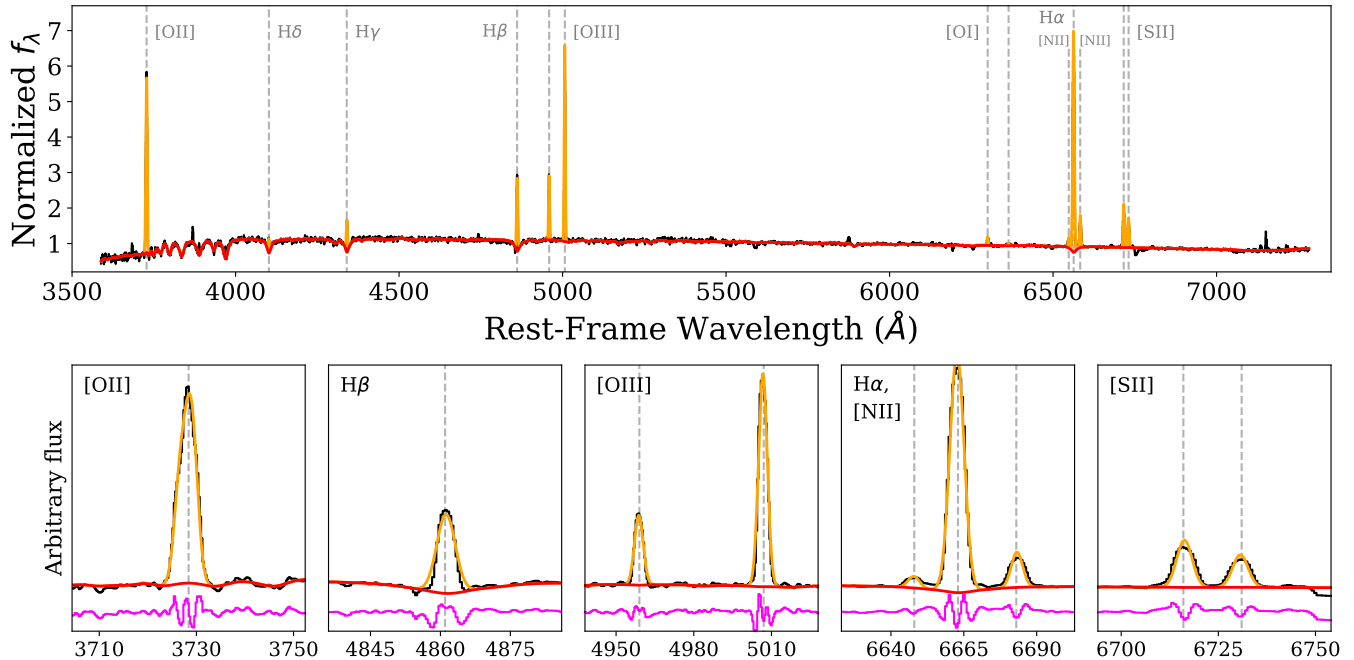 Normalized fλ
7
6
5
4
3
2
1
[OII]
Hδ
Hγ
Hβ
[OIII]
[OI]
Hα
[NII]
[NII]
[SII]
3500
4000
4500
5000
5500
6000
6500
7000
Rest-Frame Wavelength (Å)
Arbitrary flux
[OII]
3710
3730
3750
Hβ
4845
4860
4875
[OIII]
4950
4980
5010
Hα,
[NII]
6640
6665
6690
[SII]
6700
6725
6750